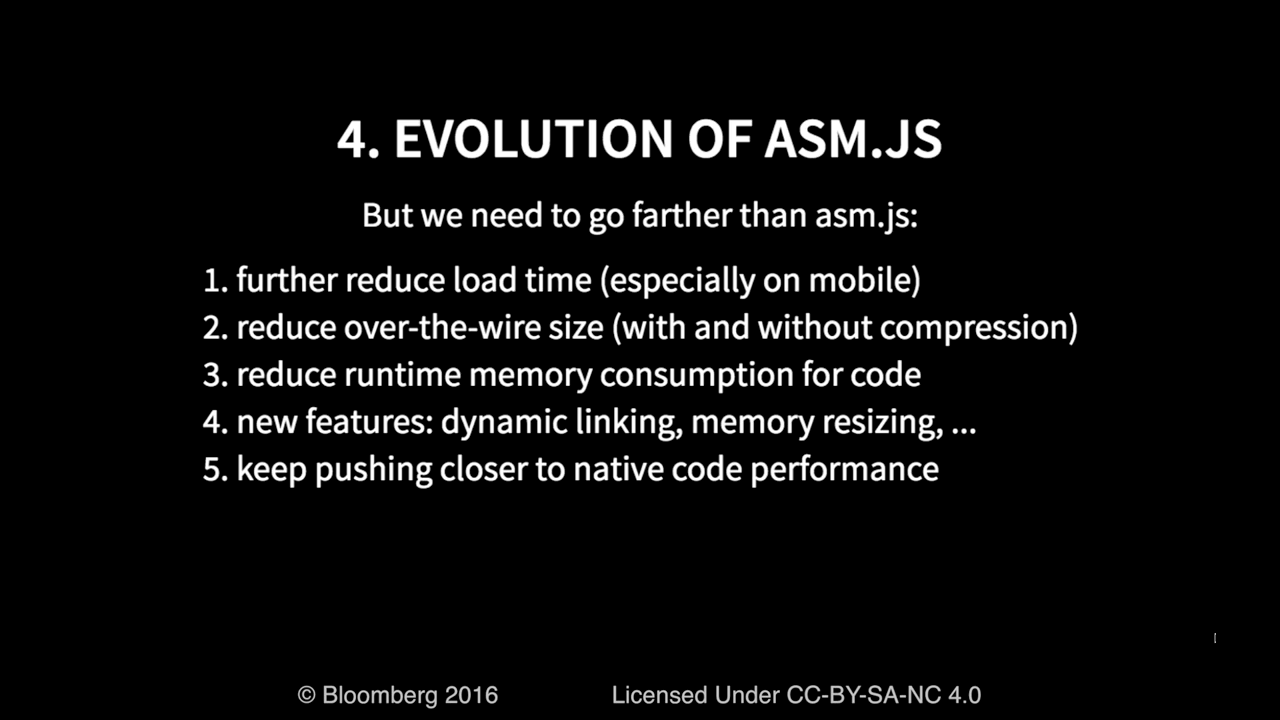 4. EVOLUTION OF ASM.JS
But we need to go farther than asm.js:
1. further reduce load time (especially on mobile)
2. reduce over-the-wire size (with and without compression)
3. reduce runtime memory consumption for code
4. new features: dynamic linking, memory resizing, ...
5. keep pushing closer to native code performance
© Bloomberg 2016 Licensed Under CC-BY-SA-NC 4.0